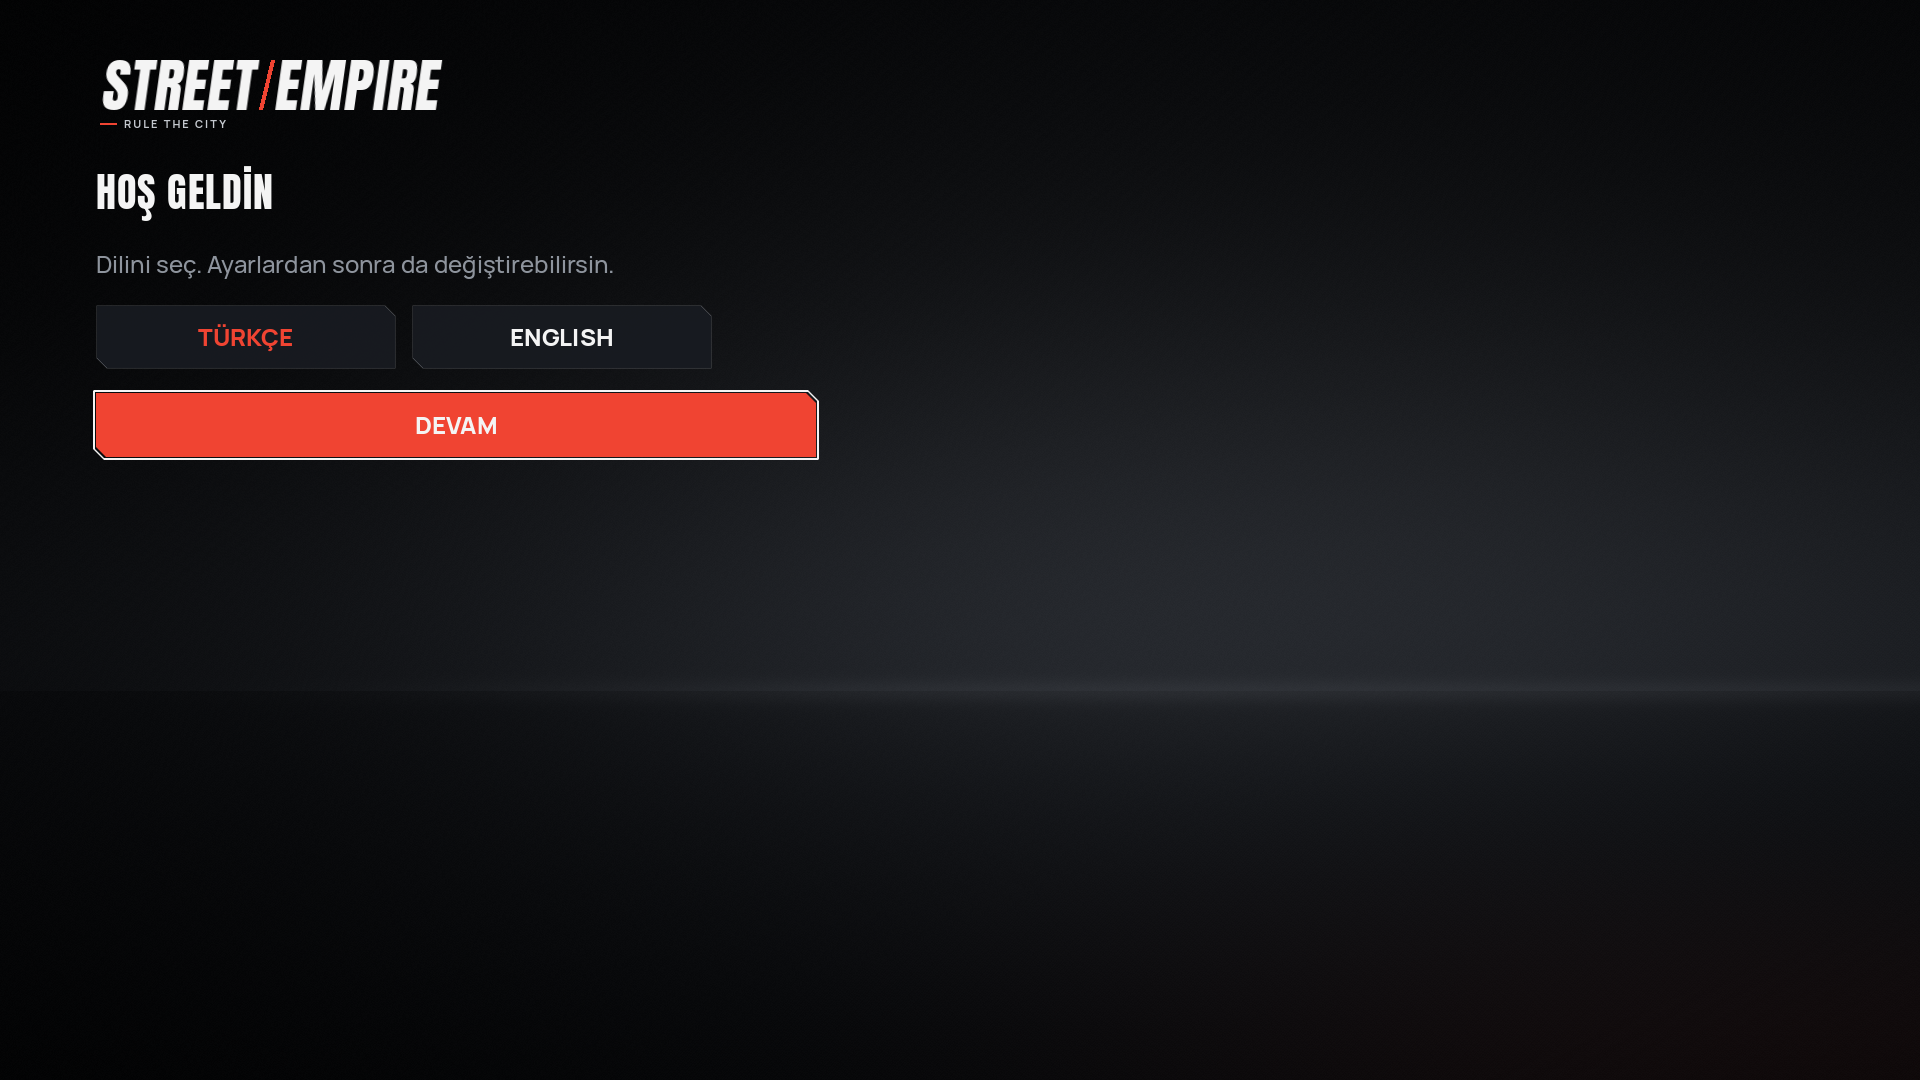 STREET/EMPIRE
RULE THE CITY
HOŞ GELDİN
Dilini seç. Ayarlardan sonra da değiştirebilirsin.
TÜRKÇE
ENGLISH
DEVAM